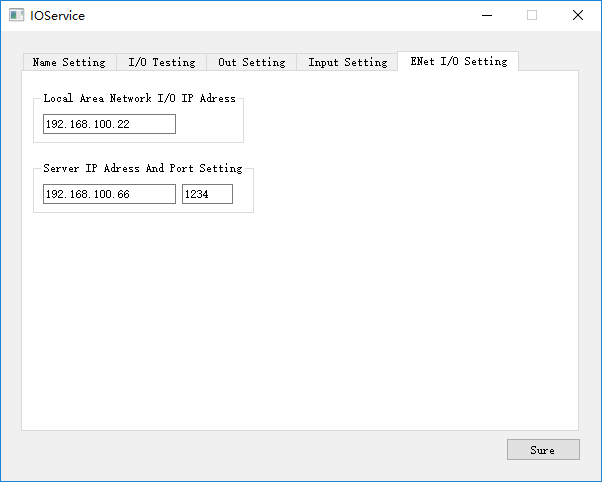 IOService
Name Setting I/O Testing Out Setting Input Setting ENet I/O Setting
Local Area Network I/O IP Adress
192.168.100.22
Server IP Adress And Port Setting
192.168.100.66 1234
Sure